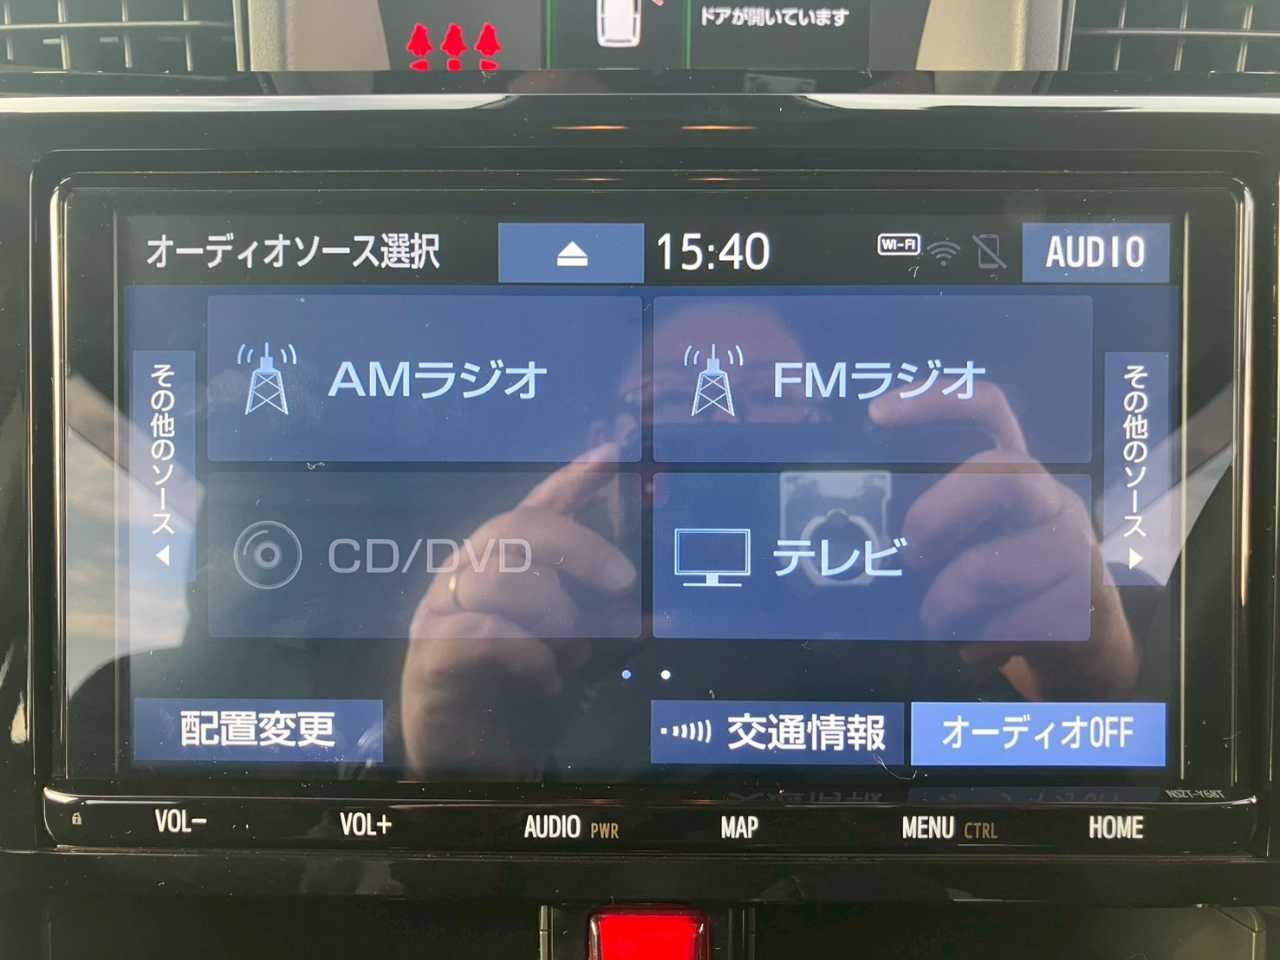 ドアが開いています
オーディオソース選択
15:40
Wi-Fi
AUDIO
AMラジオ
FMラジオ
その他のソース
その他のソース
CD/DVD
テレビ
配置変更
交通情報
オーディオOFF
NSZT-Y68T
VOL-
VOL+
AUDIO PWR
MAP
MENU CTRL
HOME